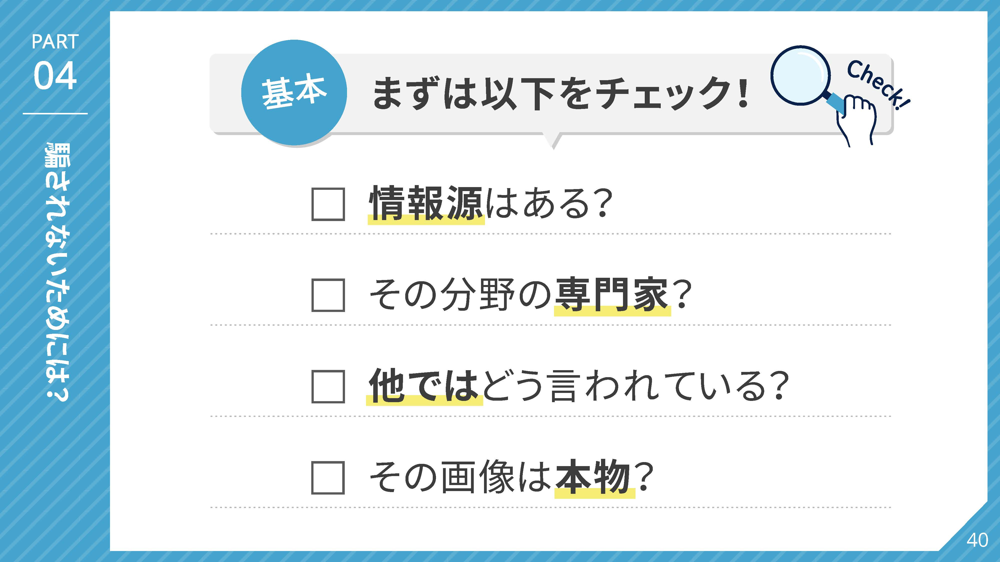 PART
04
騙されないためには?
基本
まずは以下をチェック!
Check!
情報源はある?
その分野の専門家?
他ではどう言われている?
その画像は本物?
40